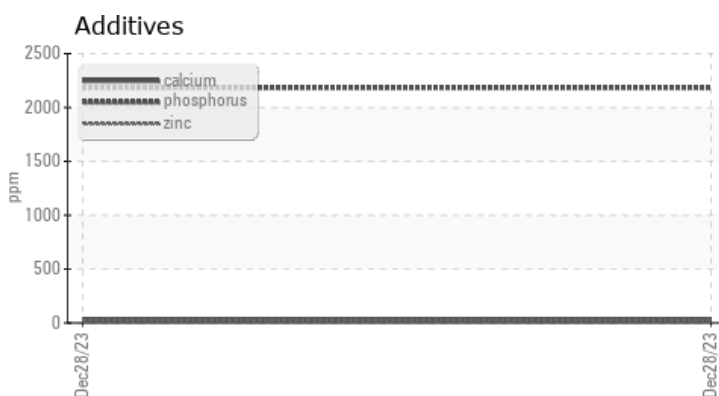 Additives
2500
2000
1500
1000
500
0
ppm
calcium
phosphorus
zinc
Dec28/23
Dec28/23